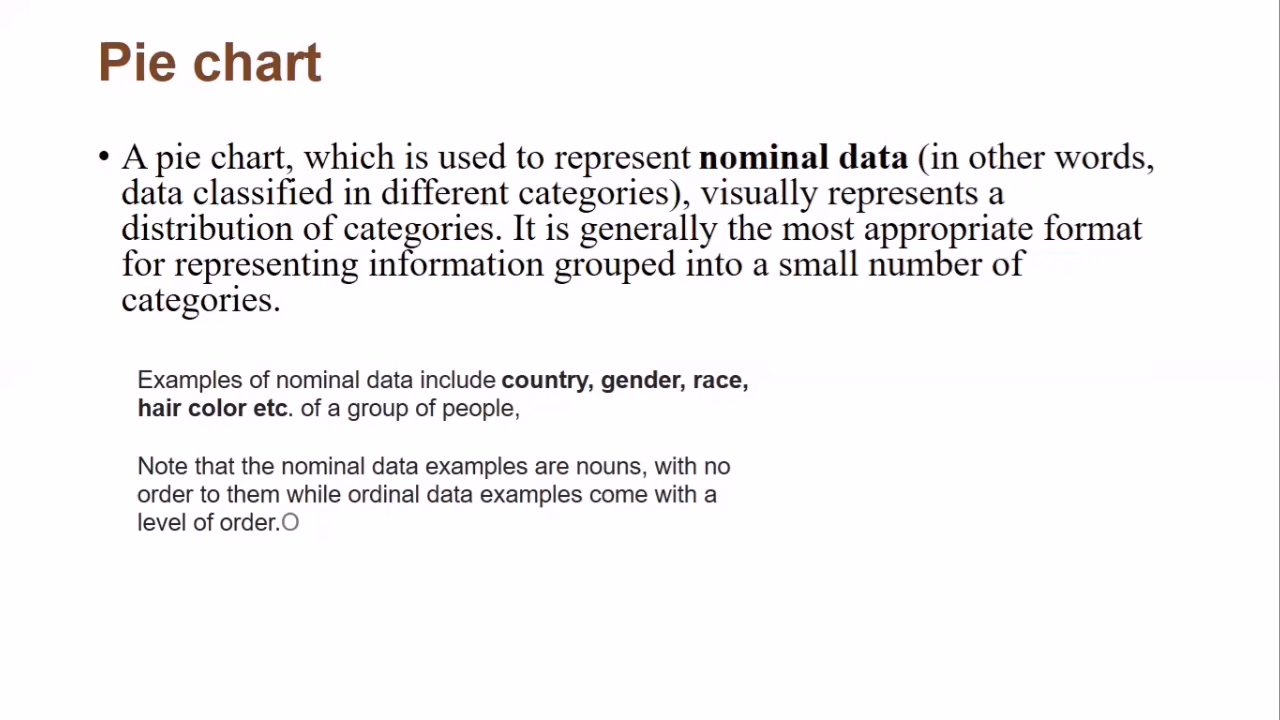 Pie chart
• A pie chart, which is used to represent nominal data (in other words,
data classified in different categories), visually represents a
distribution of categories. It is generally the most appropriate format
for representing information grouped into a small number of
categories.
Examples of nominal data include country, gender, race,
hair color etc. of a group of people,
Note that the nominal data examples are nouns, with no
order to them while ordinal data examples come with a
level of order.O